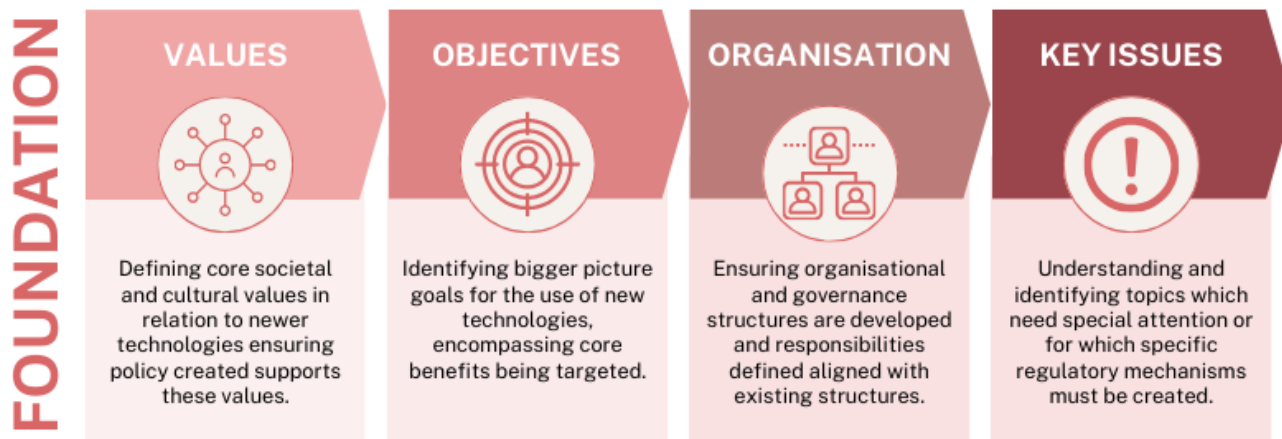 FOUNDATION
VALUES
Defining core societal
and cultural values in
relation to newer
technologies ensuring
policy created supports
these values.
OBJECTIVES
Identifying bigger picture
goals for the use of new
technologies,
encompassing core
benefits being targeted.
ORGANISATION
Ensuring organisational
and governance
structures are developed
and responsibilities
defined aligned with
existing structures.
KEY ISSUES
Understanding and
identifying topics which
need special attention or
for which specific
regulatory mechanisms
must be created.